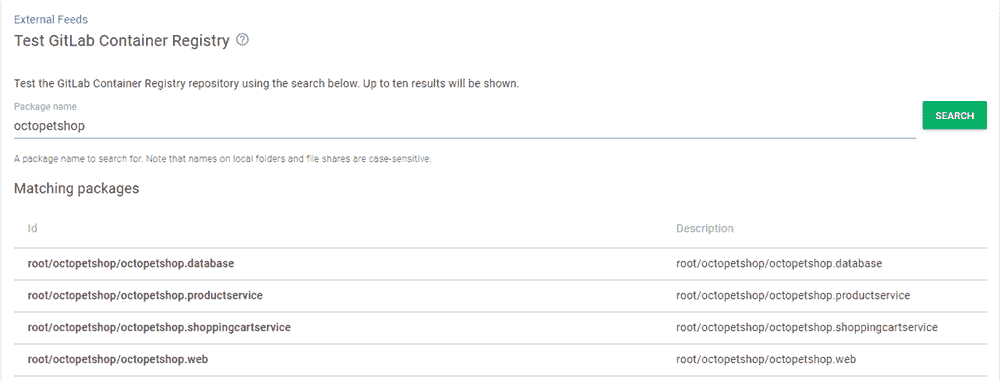 External Feeds
Test GitLab Container Registry
Test the GitLab Container Registry repository using the search below. Up to ten results will be shown.
Package name
octopetshop
SEARCH
A package name to search for. Note that names on local folders and file shares are case-sensitive.
Matching packages
Id Description
root/octopetshop/octopetshop.database root/octopetshop/octopetshop.database
root/octopetshop/octopetshop.productservice root/octopetshop/octopetshop.productservice
root/octopetshop/octopetshop.shoppingcartservice root/octopetshop/octopetshop.shoppingcartservice
root/octopetshop/octopetshop.web root/octopetshop/octopetshop.web